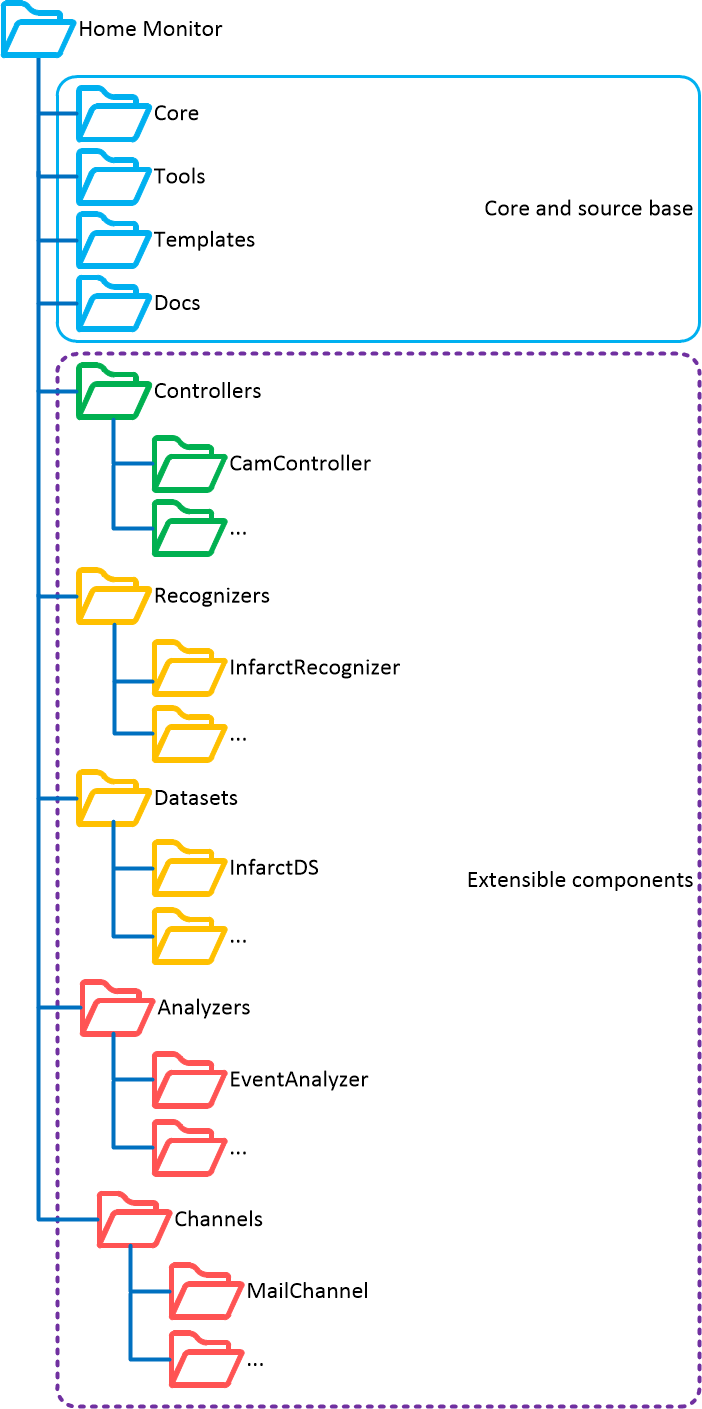 Home Monitor
Core
Tools
Core and source base
Templates
Docs
Controllers
CamController
...
Recognizers
InfarctRecognizer
...
Datasets
InfarctDS
Extensible components
...
Analyzers
EventAnalyzer
...
Channels
MailChannel
...